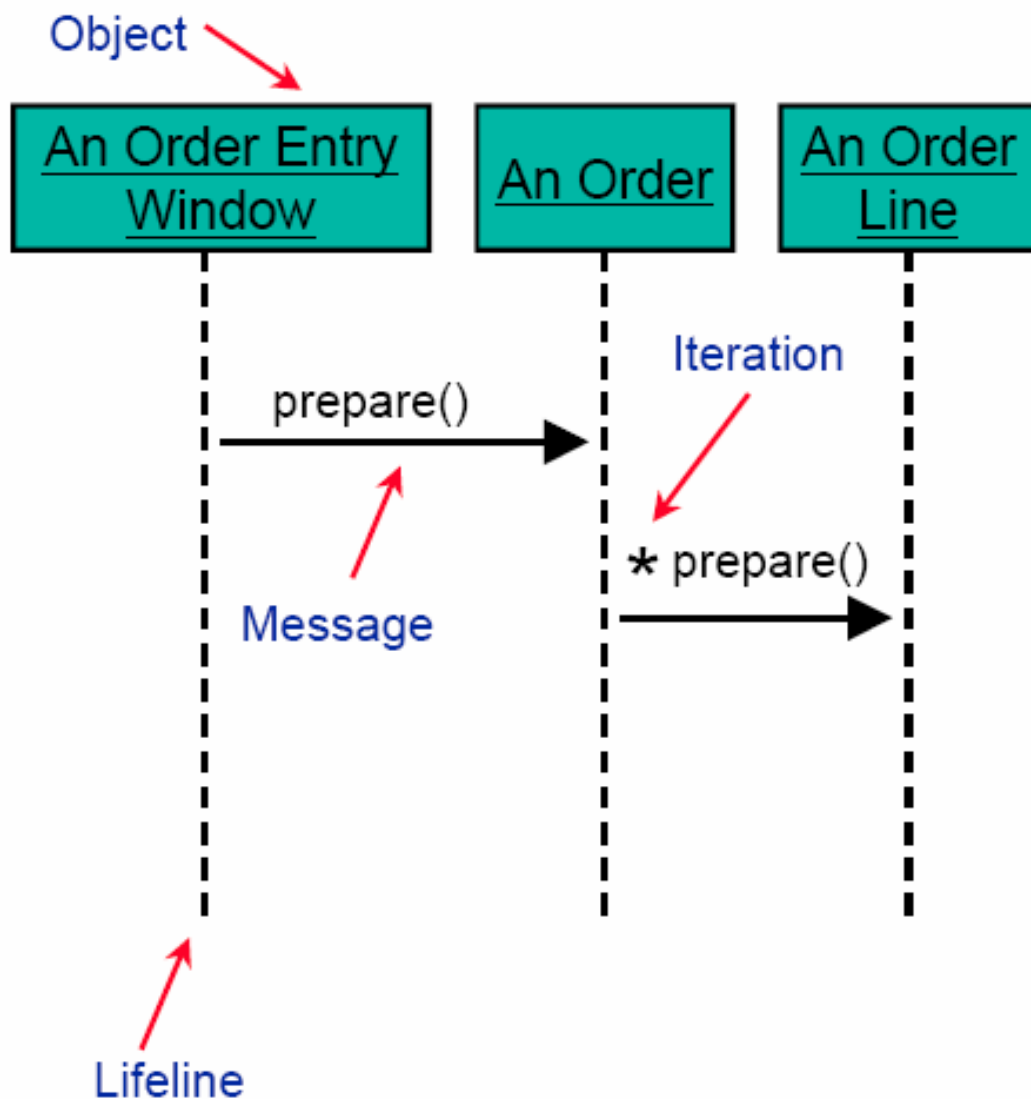 Object
An Order Entry
Window
An Order
An Order
Line
Iteration
prepare()
* prepare()
Message
Lifeline